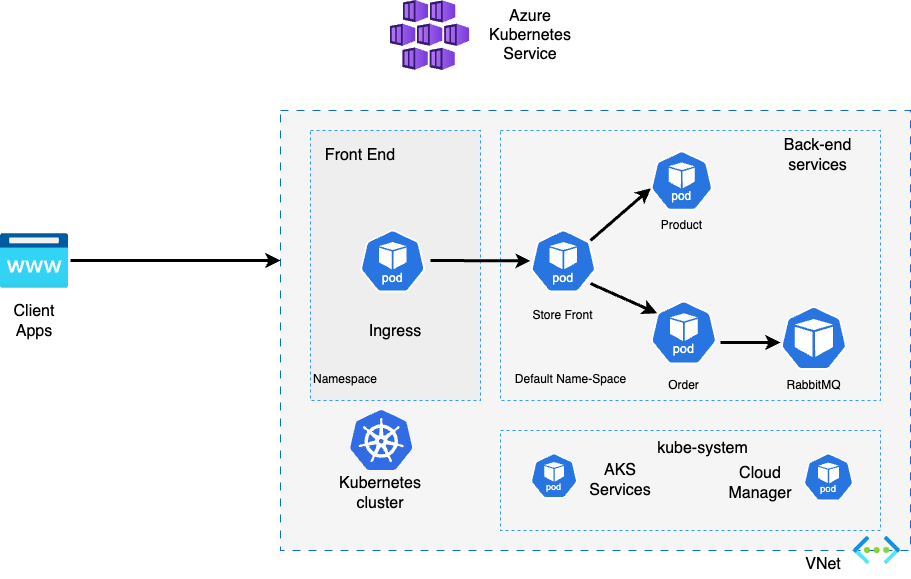 Azure
Kubernetes
Service
Front End
Back-end
services
pod
Product
www
Client
Apps
pod
Ingress
pod
Store Front
pod
Order
RabbitMQ
Namespace
Default Name-Space
Kubernetes
cluster
kube-system
pod
AKS
Services
Cloud
Manager
pod
VNet